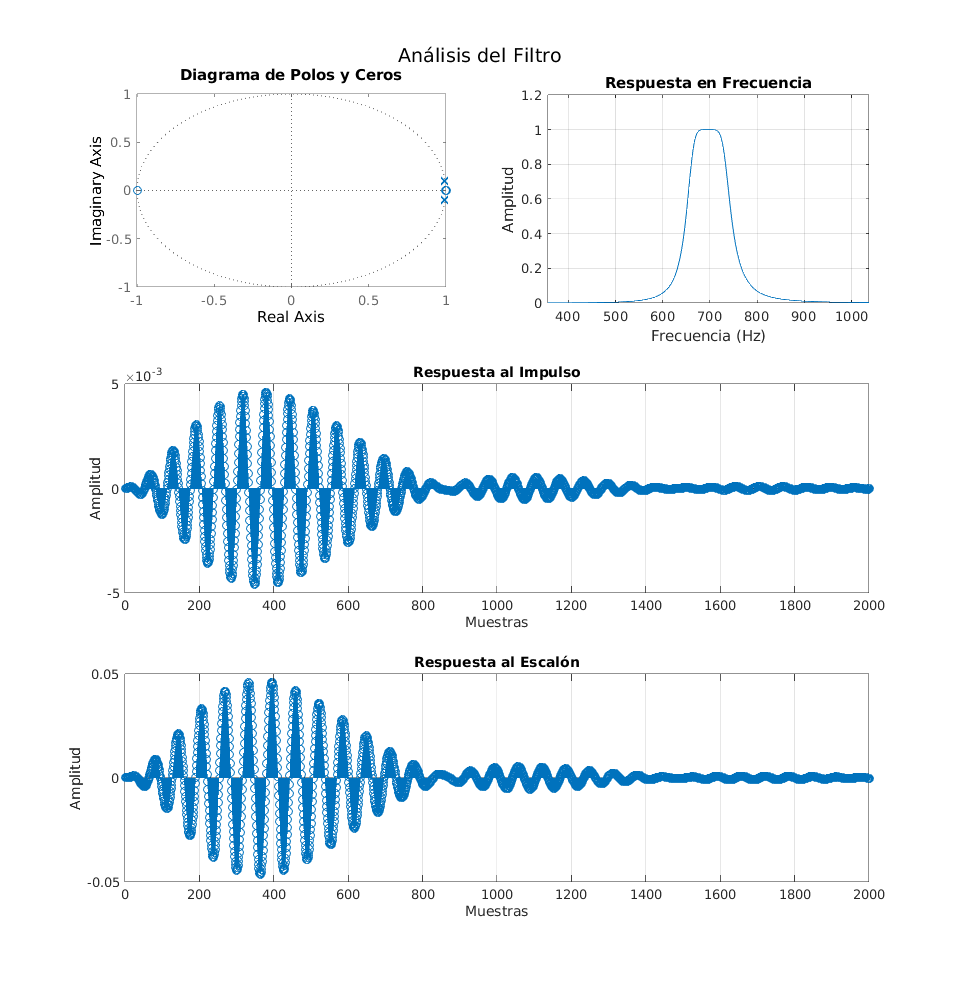 Análisis del Filtro
Diagrama de Polos y Ceros
1
0.5
0
-0.5
-1
-1 -0.5 0 0.5 1
Imaginary Axis
Real Axis
Respuesta en Frecuencia
1.2
1
0.8
0.6
0.4
0.2
0
400 500 600 700 800 900 1000
Amplitud
Frecuencia (Hz)
Respuesta al Impulso
×10-3
5
0
-5
0 200 400 600 800 1000 1200 1400 1600 1800 2000
Amplitud
Muestras
Respuesta al Escalón
0.05
0
-0.05
0 200 400 600 800 1000 1200 1400 1600 1800 2000
Amplitud
Muestras